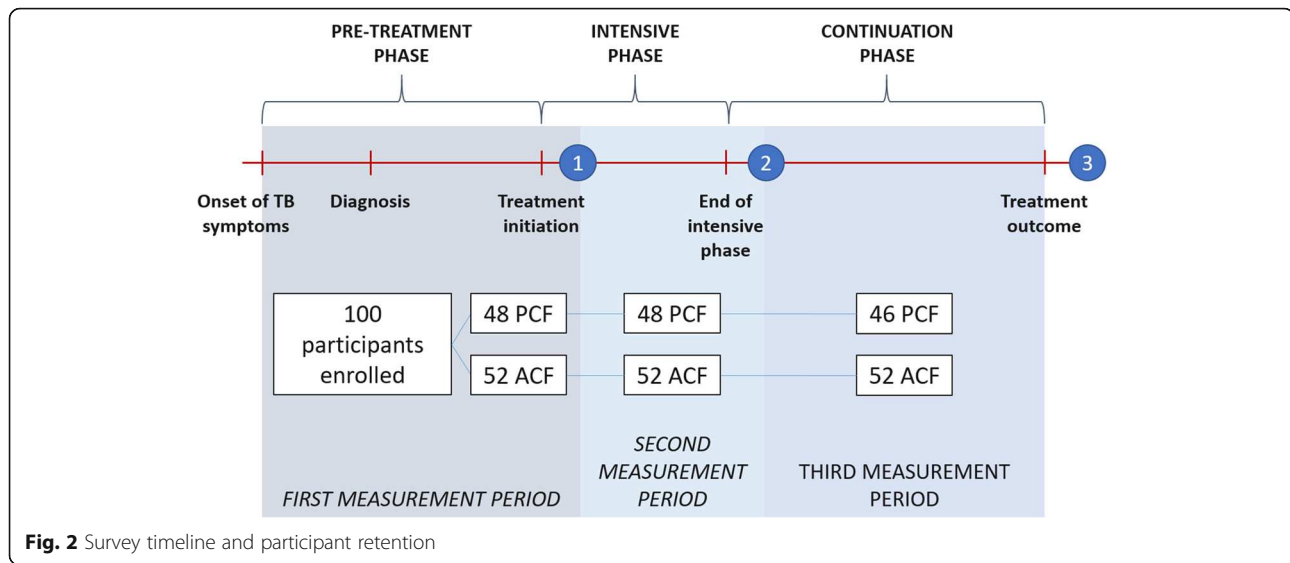 PRE-TREATMENT
PHASE
INTENSIVE
PHASE
CONTINUATION
PHASE
1
2
3
Onset of TB
symptoms
Diagnosis
Treatment
initiation
End of
intensive
phase
Treatment
outcome
100
participants
enrolled
48 PCF
48 PCF
46 PCF
52 ACF
52 ACF
52 ACF
FIRST MEASUREMENT PERIOD
SECOND
MEASUREMENT
PERIOD
THIRD MEASUREMENT
PERIOD
Fig. 2 Survey timeline and participant retention